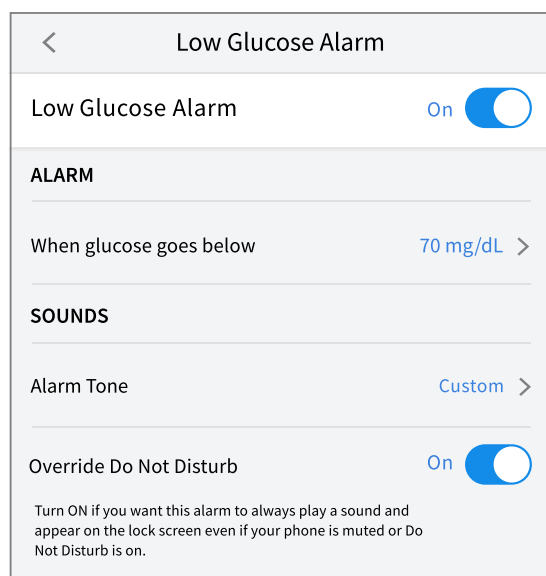 Low Glucose Alarm
Low Glucose Alarm On
ALARM
When glucose goes below 70 mg/dL
SOUNDS
Alarm Tone Custom
Override Do Not Disturb On
Turn ON if you want this alarm to always play a sound and
appear on the lock screen even if your phone is muted or Do
Not Disturb is on.